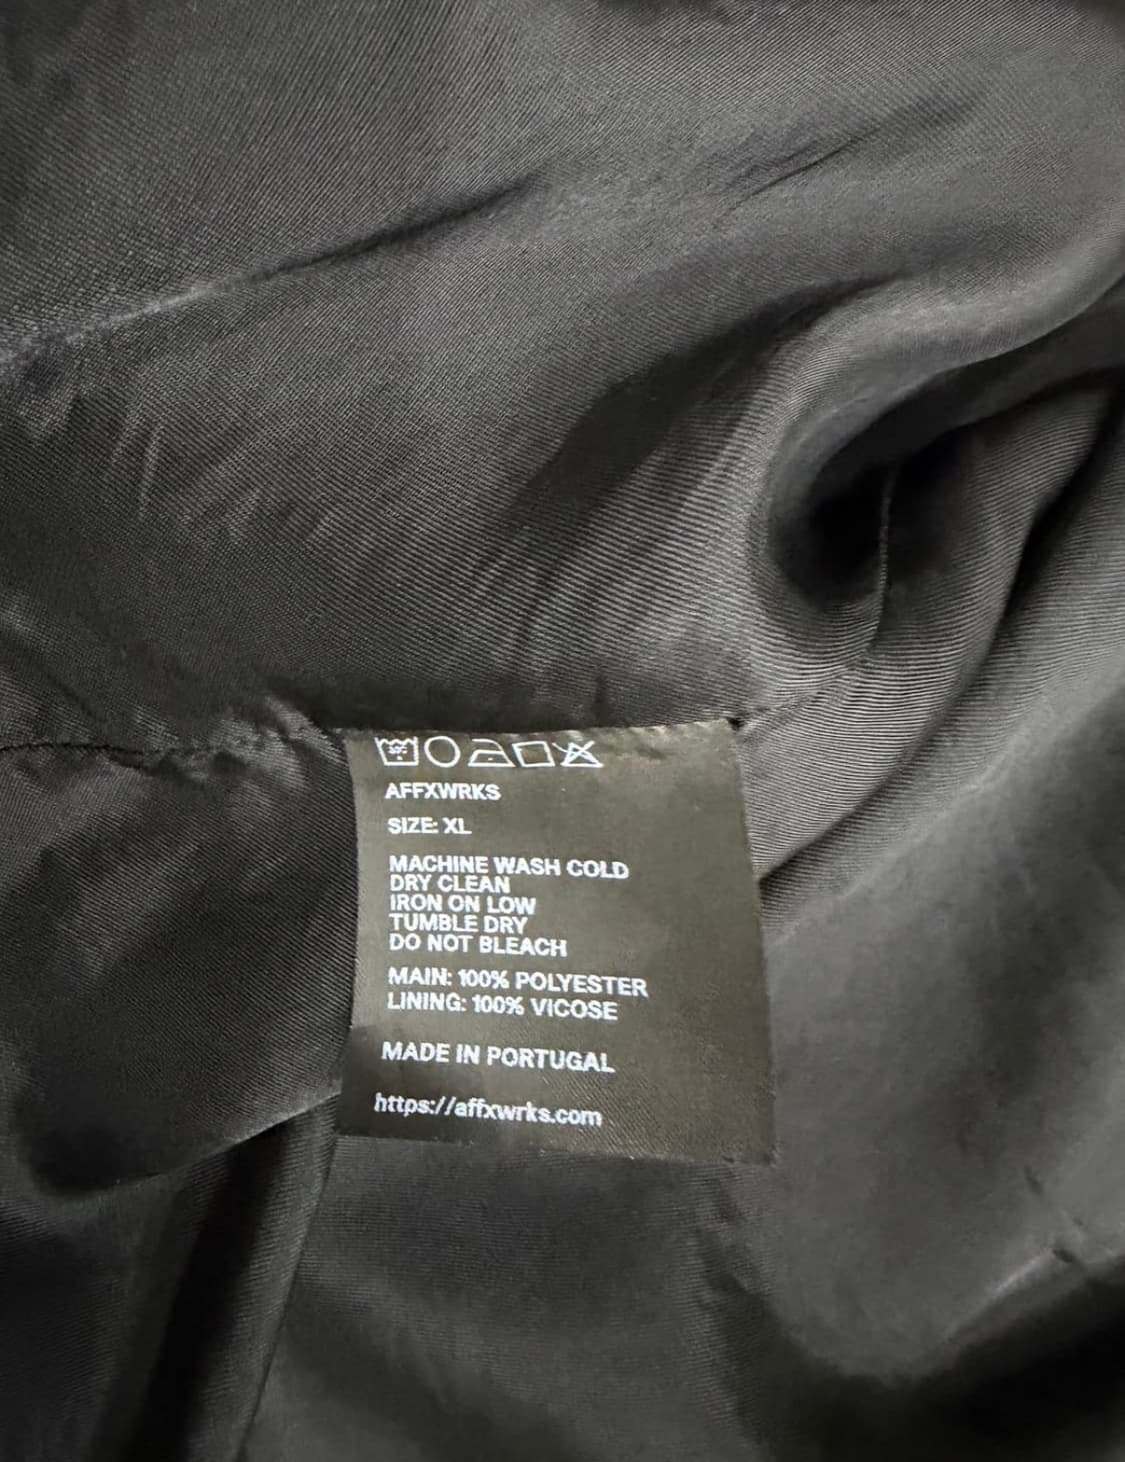 AFFXWRKS
SIZE: XL
MACHINE WASH COLD
DRY CLEAN
IRON ON LOW
TUMBLE DRY
DO NOT BLEACH
MAIN: 100% POLYESTER
LINING: 100% VICOSE
MADE IN PORTUGAL
https://affxwrks.com